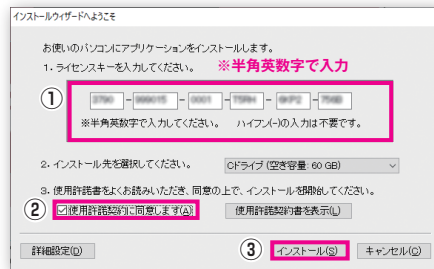 インストールウィザードへようこそ
お使いのパソコンにアプリケーションをインストールします。
1. ライセンスキーを入力してください。 ※半角英数字で入力
①
- - - - -
※半角英数字で入力してください。 ハイフン(-)の入力は不要です。
2. インストール先を選択してください。 Cドライブ (空き容量: 60 GB)
3. 使用許諾書をよくお読みいただき、同意の上で、インストールを開始してください。
② 使用許諾契約に同意します(A) 使用許諾契約書を表示(L)
詳細設定(D) ③ インストール(S) キャンセル(C)